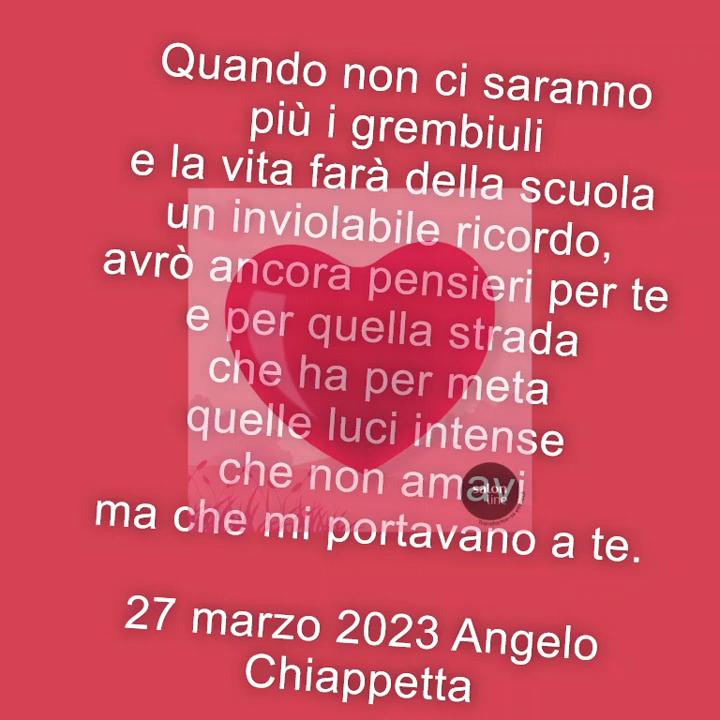 Quando non ci saranno
più i grembiuli
e la vita farà della scuola
un inviolabile ricordo,
avrò ancora pensieri per te
e per quella strada
che ha per meta
quelle luci intense
che non amavi
ma che mi portavano a te.
27 marzo 2023 Angelo
Chiappetta
salon
line